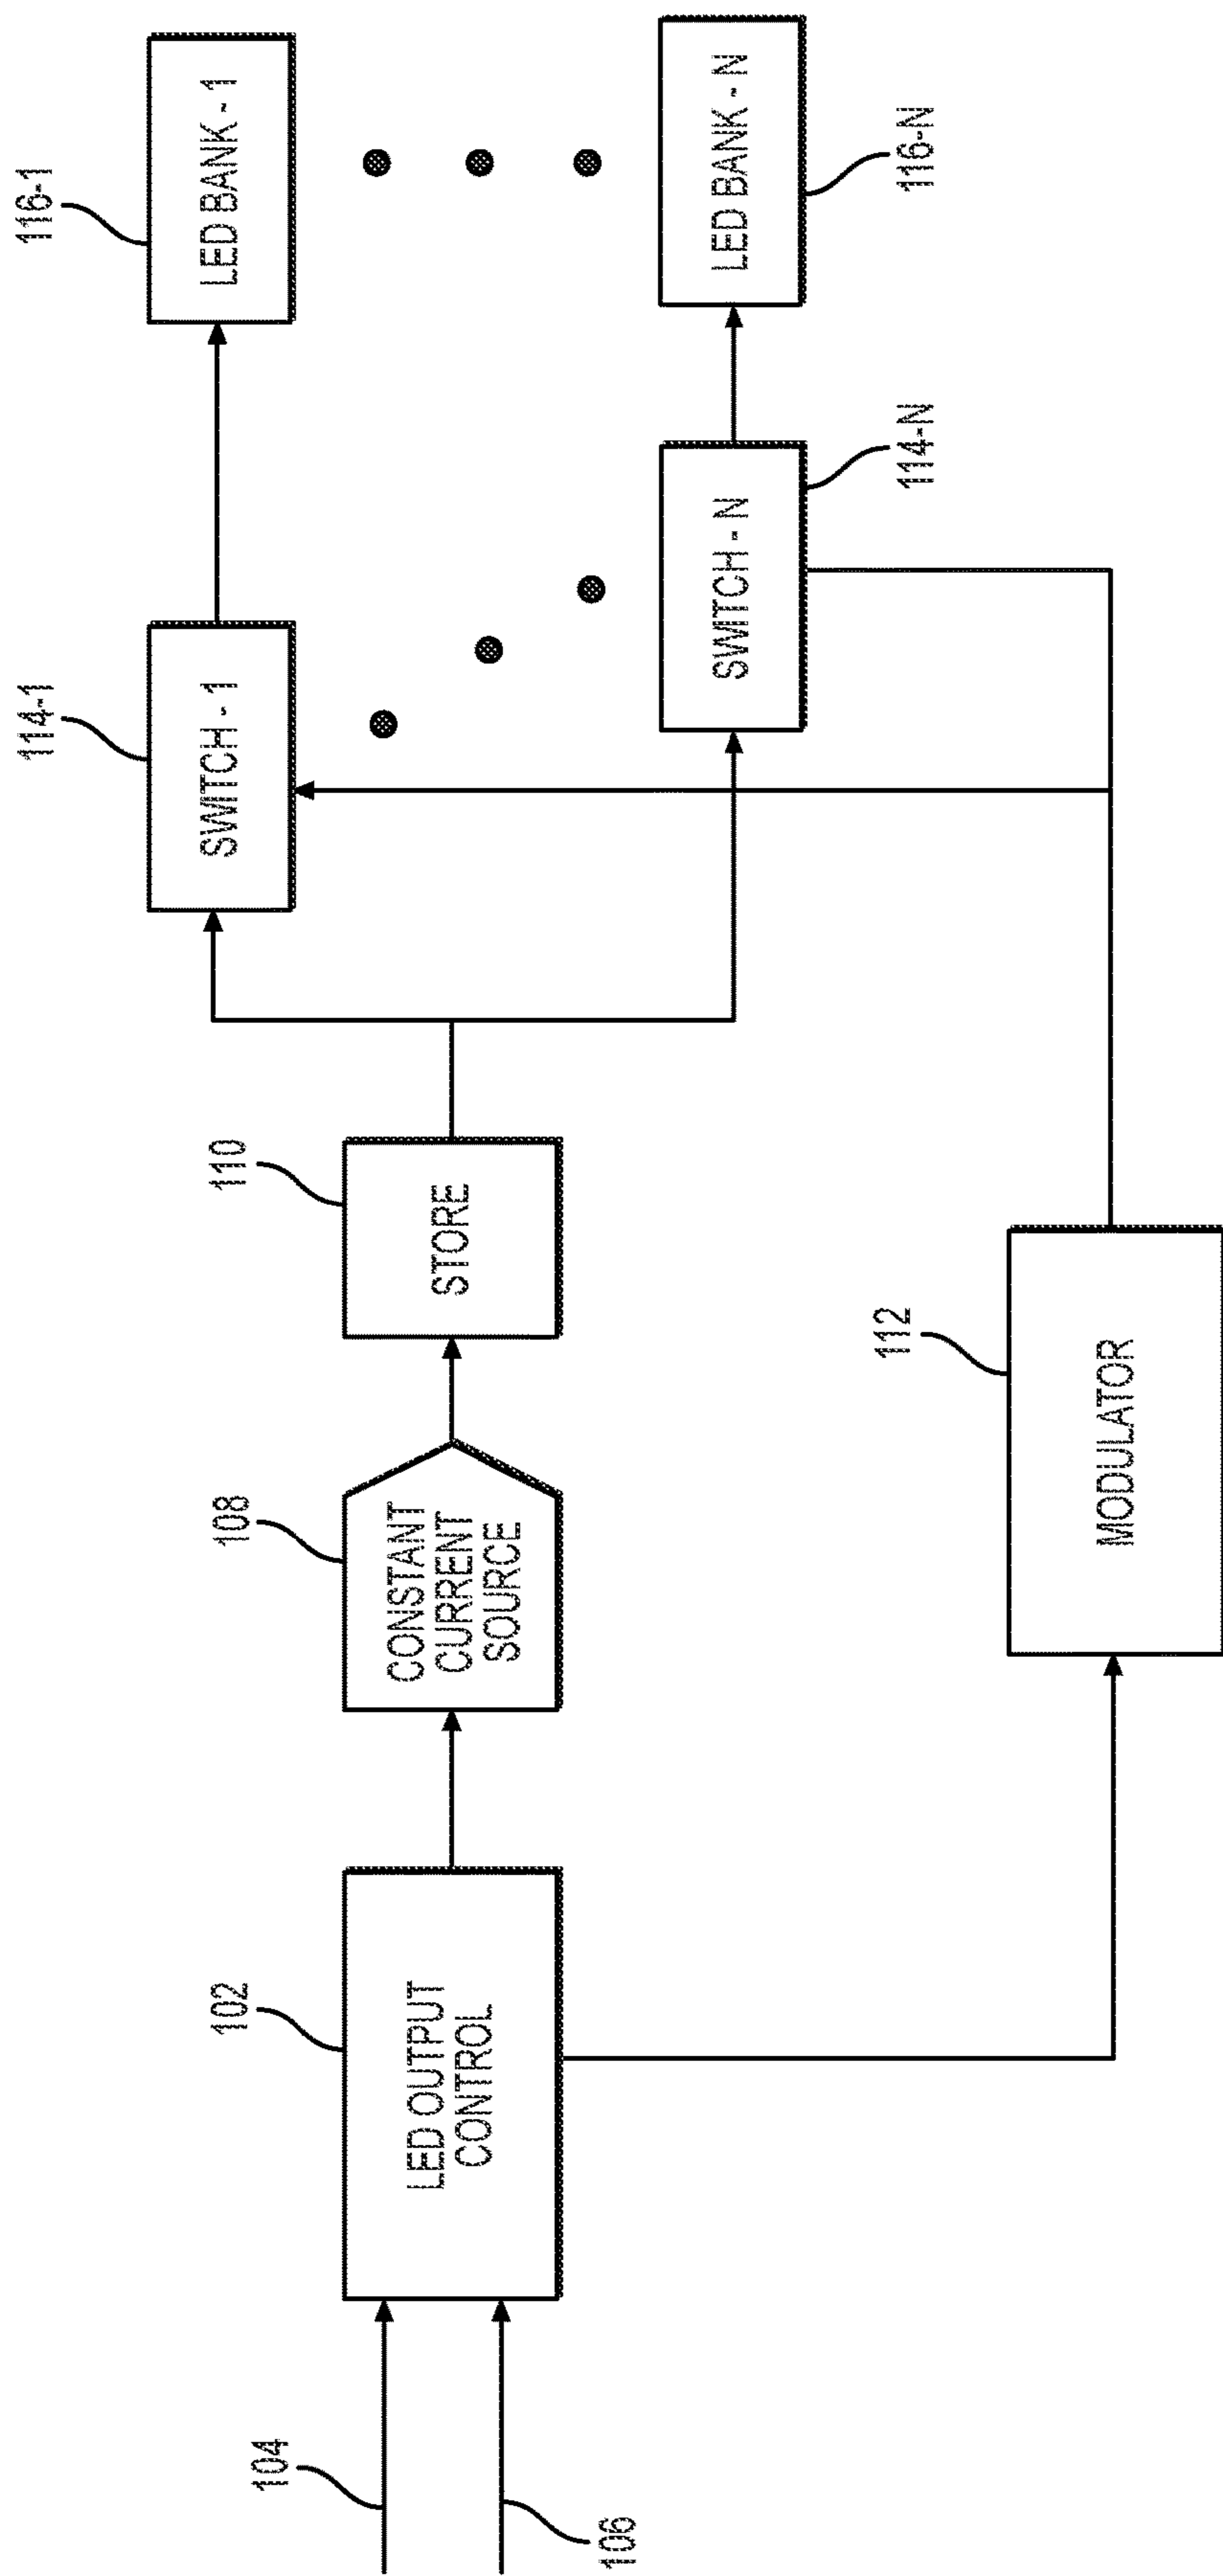 104
106
102
LED OUTPUT
CONTROL
108
CONSTANT
CURRENT
SOURCE
110
STORE
112
MODULATOR
114-1
SWITCH - 1
114-N
SWITCH - N
116-1
LED BANK - 1
116-N
LED BANK - N